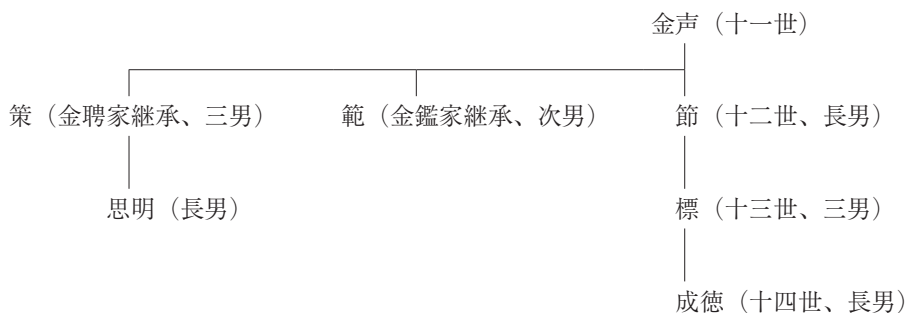 金声（十一世）
策（金聘家継承、三男）
範（金鑑家継承、次男）
節（十二世、長男）
思明（長男）
標（十三世、三男）
成徳（十四世、長男）